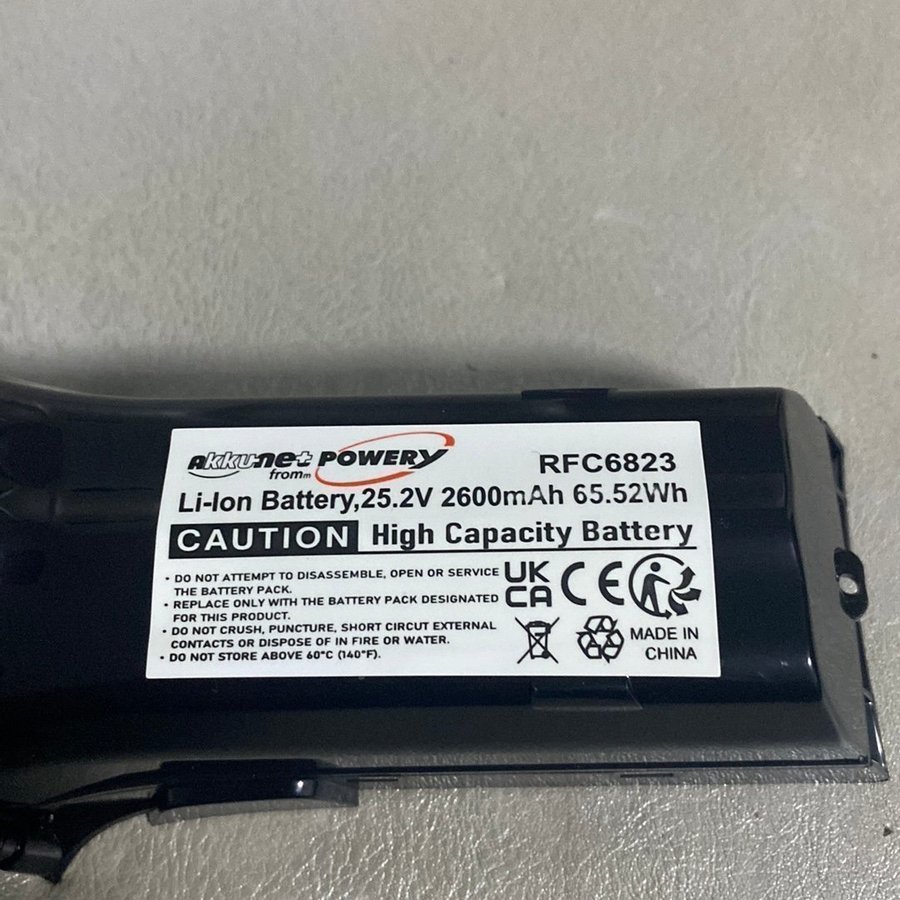 akku-net POWERY RFC6823
from
Li-Ion Battery,25.2V 2600mAh 65.52Wh
CAUTION High Capacity Battery
• DO NOT ATTEMPT TO DISASSEMBLE, OPEN OR SERVICE
THE BATTERY PACK.
• REPLACE ONLY WITH THE BATTERY PACK DESIGNATED
FOR THIS PRODUCT.
• DO NOT CRUSH, PUNCTURE, SHORT CIRCUT EXTERNAL
CONTACTS OR DISPOSE OF IN FIRE OR WATER.
• DO NOT STORE ABOVE 60°C (140°F).
UK
CA
CE
MADE IN
CHINA